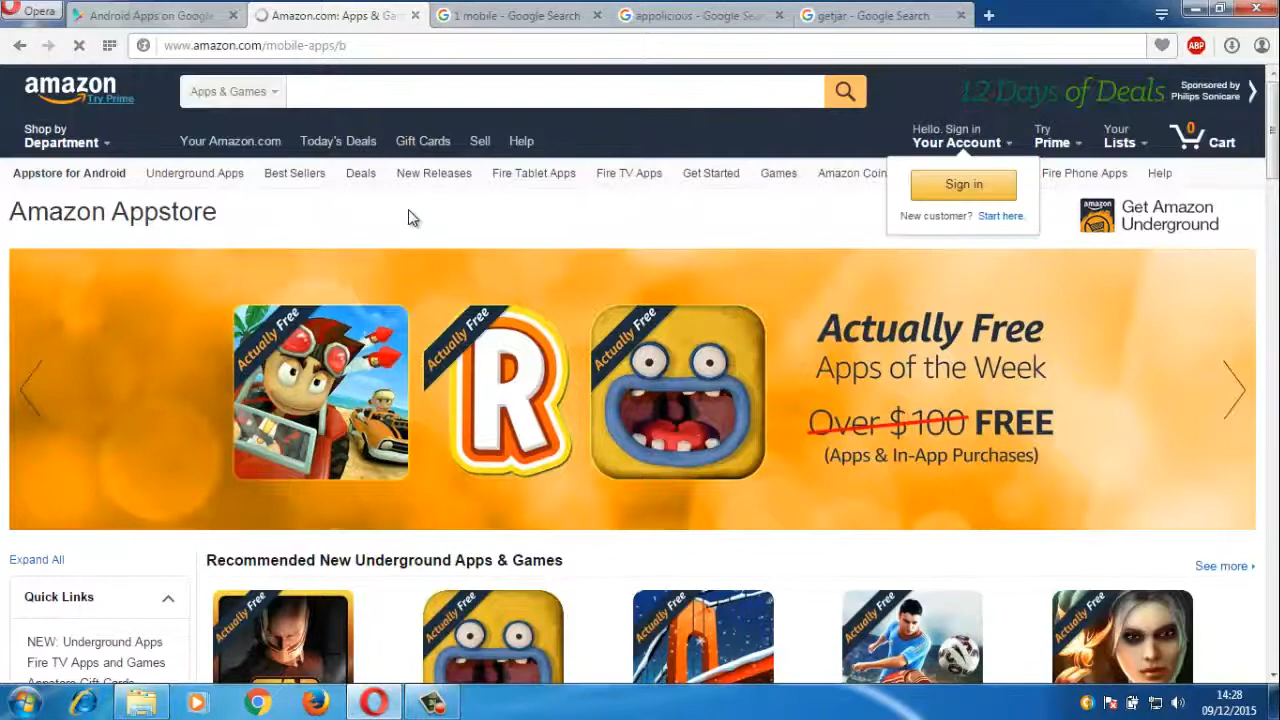 Opera
Android Apps on Google
Amazon.com: Apps & Gam
1 mobile - Google Search
appolicious - Google Sea
getjar - Google Search
www.amazon.com/mobile-apps/b
ABP
amazon
Try Prime
Apps & Games
12 Days of Deals
Sponsored by
Philips Sonicare
Shop by
Department
Your Amazon.com
Today's Deals
Gift Cards
Sell
Help
Hello. Sign in
Your Account
Try
Prime
Your
Lists
0
Cart
Appstore for Android
Underground Apps
Best Sellers
Deals
New Releases
Fire Tablet Apps
Fire TV Apps
Get Started
Games
Amazon Coin
Fire Phone Apps
Help
Sign in
New customer? Start here.
Amazon Appstore
amazon
Get Amazon
Underground
Actually Free
Actually Free
R
Actually Free
Actually Free
Apps of the Week
Over $100 FREE
(Apps & In-App Purchases)
Expand All
Recommended New Underground Apps & Games
See more
Quick Links
NEW: Underground Apps
Fire TV Apps and Games
Appstore Gift Cards
Actually Free
Actually Free
Actually Free
Actually Free
Actually Free
14:28
09/12/2015